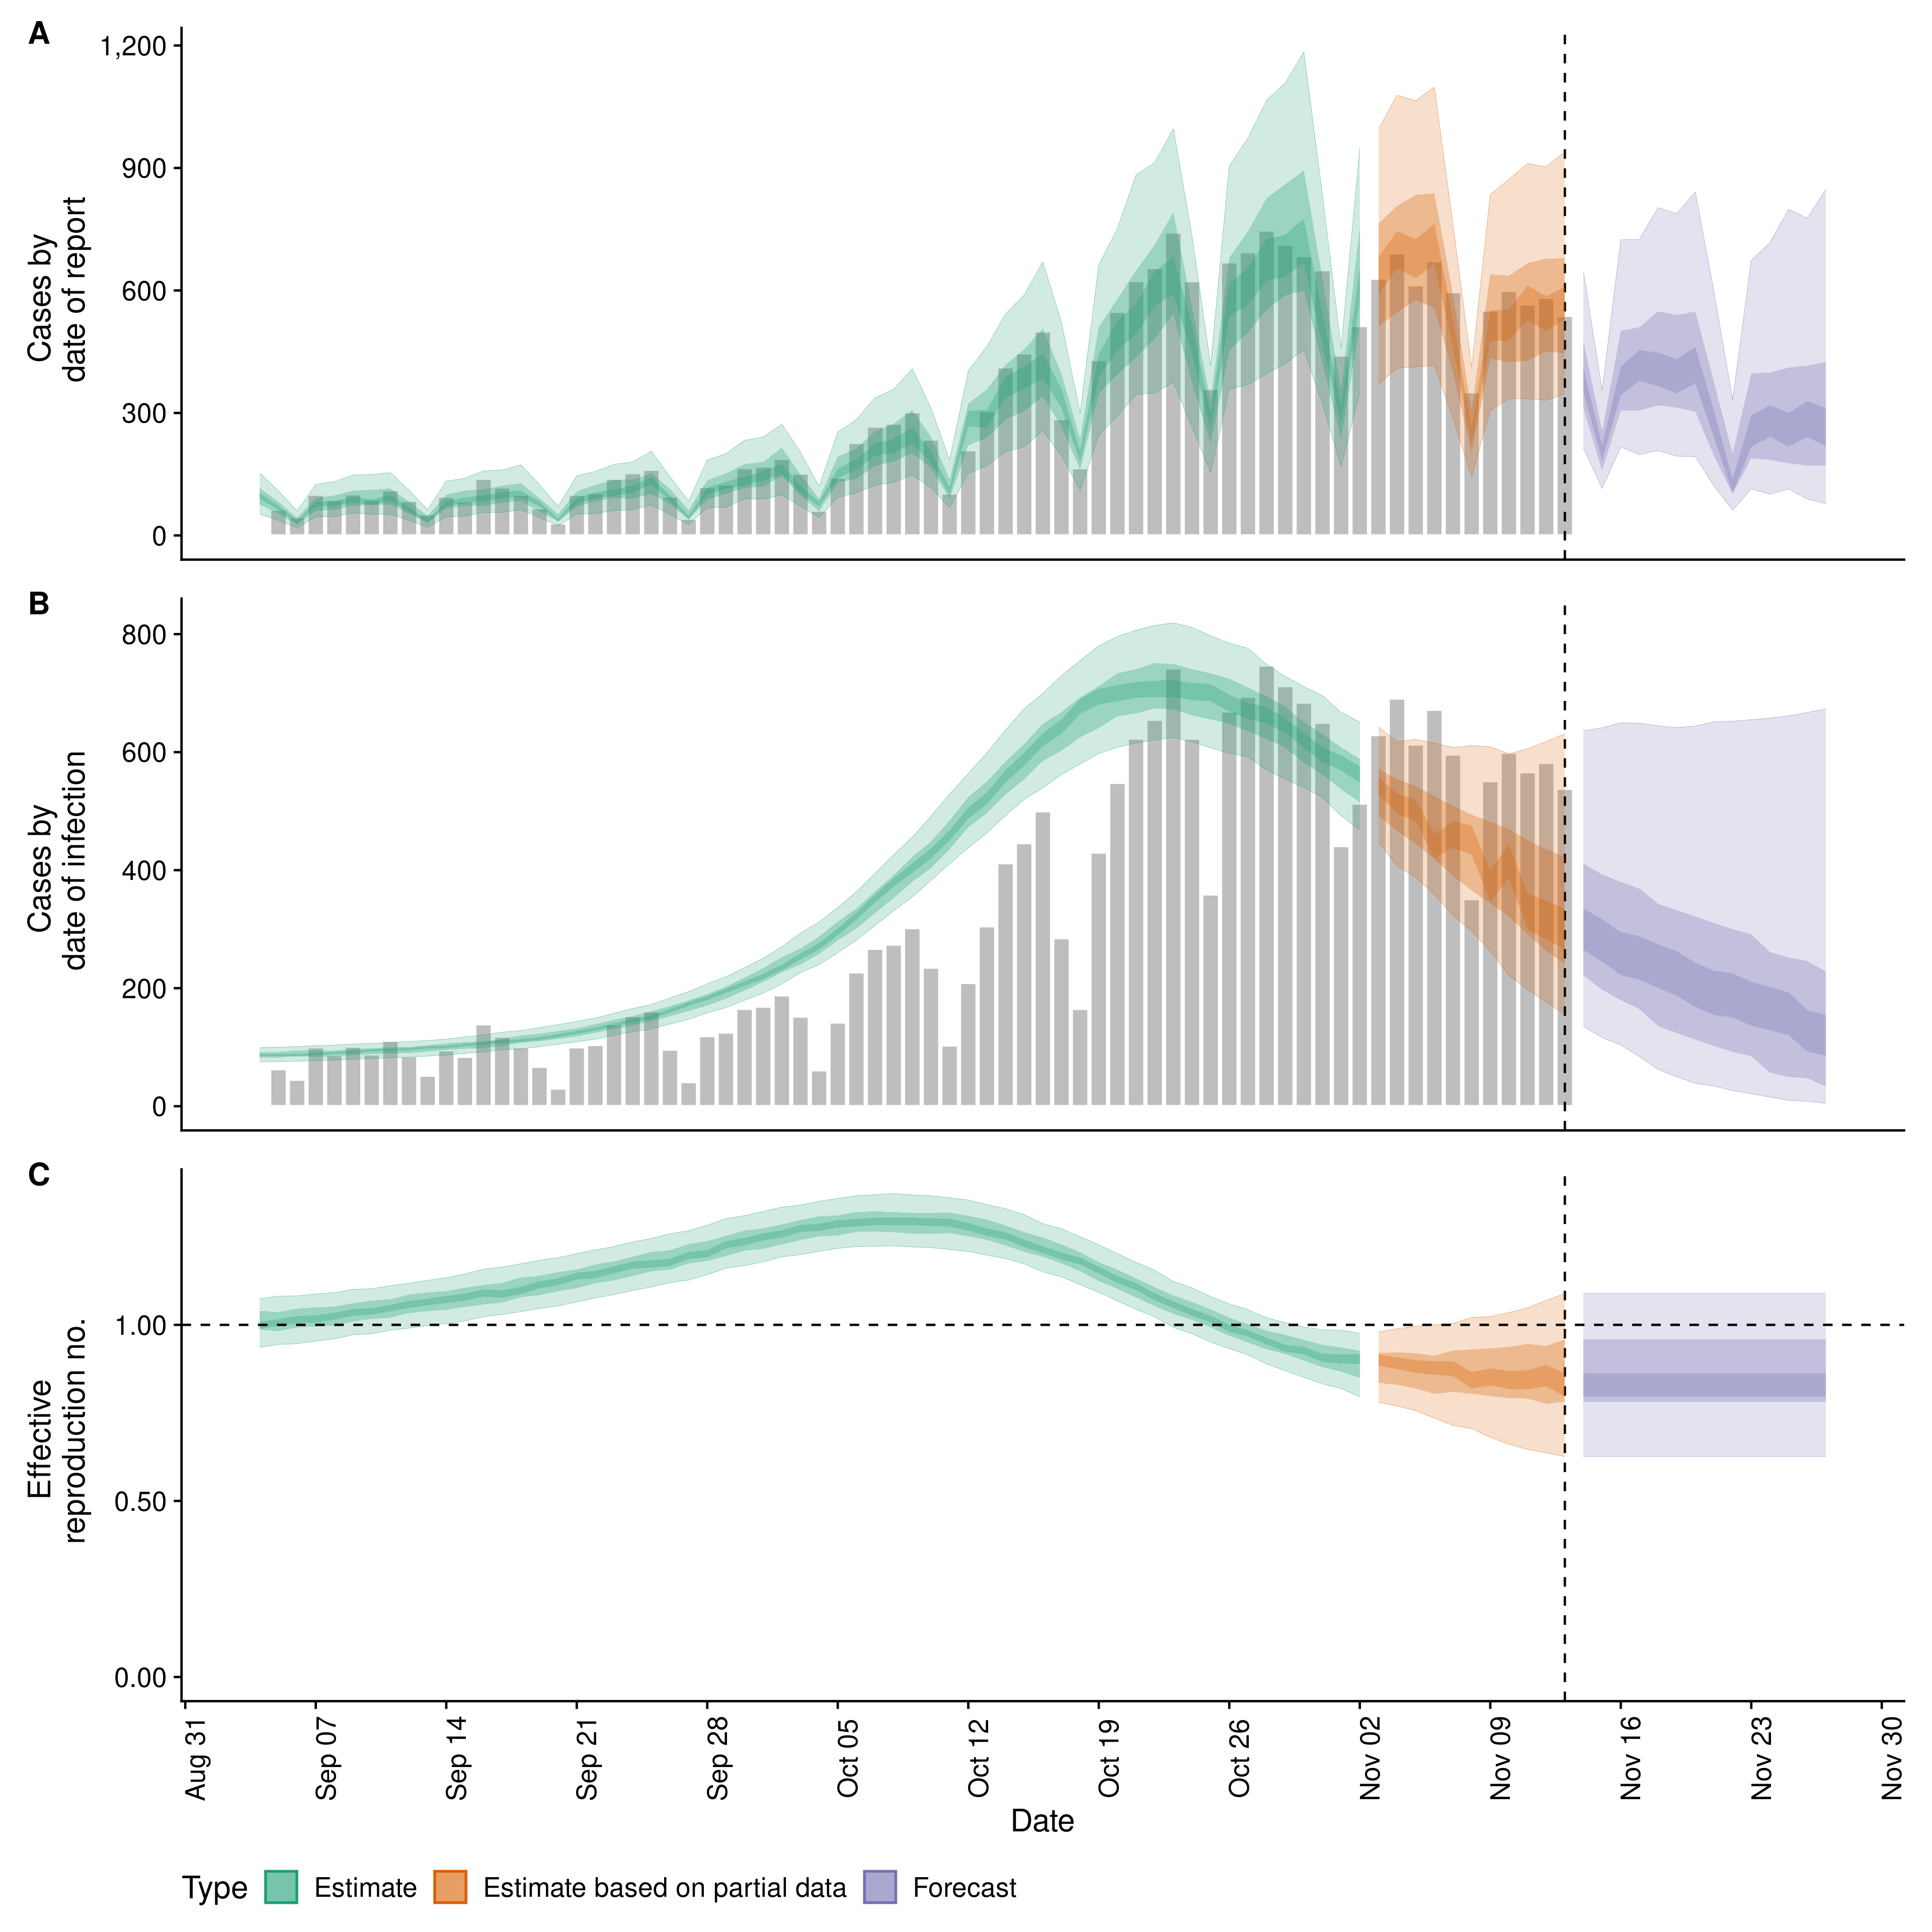 A
1,200
900
600
300
0
Cases by
date of report
B
800
600
400
200
0
Cases by
date of infection
C
1.00
0.50
0.00
Effective
reproduction no.
Aug 31
Sep 07
Sep 14
Sep 21
Sep 28
Oct 05
Oct 12
Oct 19
Oct 26
Nov 02
Nov 09
Nov 16
Nov 23
Nov 30
Date
Type Estimate Estimate based on partial data Forecast